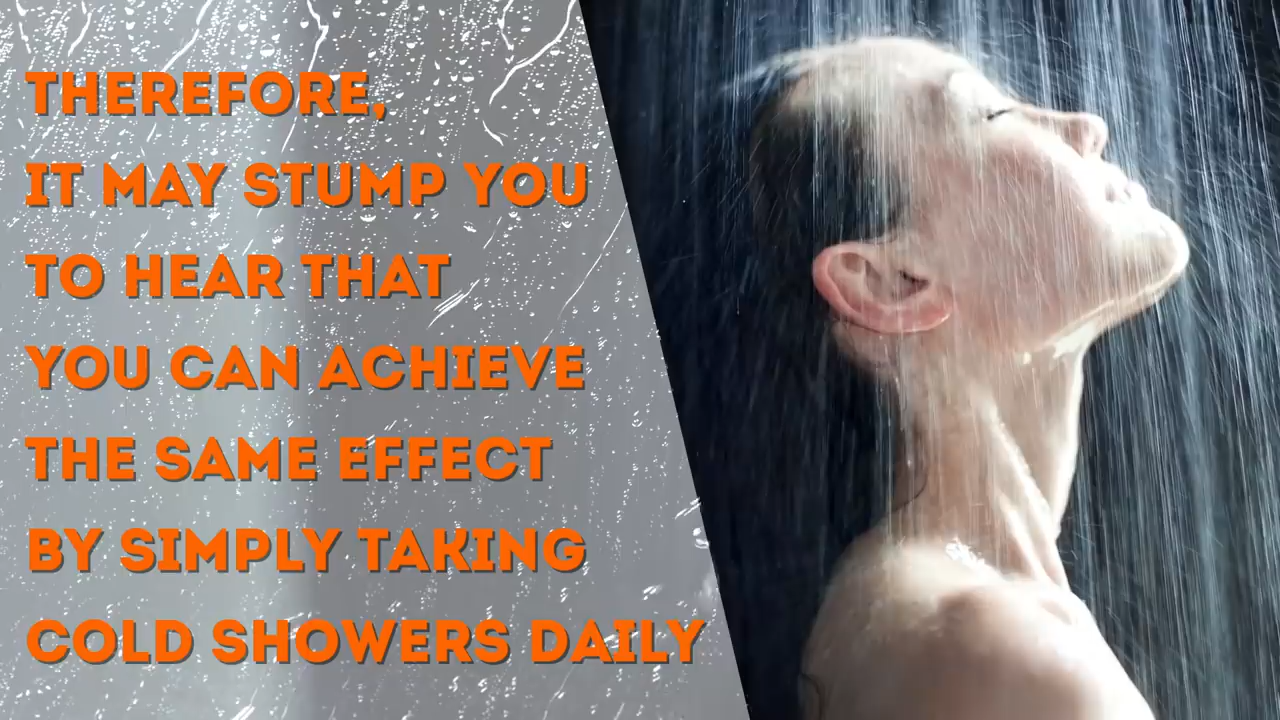 THEREFORE,
IT MAY STUMP YOU
TO HEAR THAT
YOU CAN ACHIEVE
THE SAME EFFECT
BY SIMPLY TAKING
COLD SHOWERS DAILY